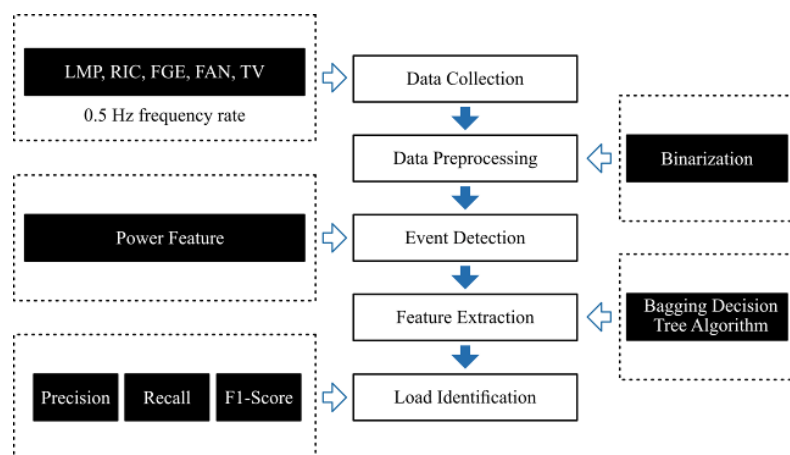 LMP, RIC, FGE, FAN, TV
0.5 Hz frequency rate
Data Collection
Data Preprocessing
Binarization
Power Feature
Event Detection
Feature Extraction
Bagging Decision
Tree Algorithm
Precision
Recall
F1-Score
Load Identification